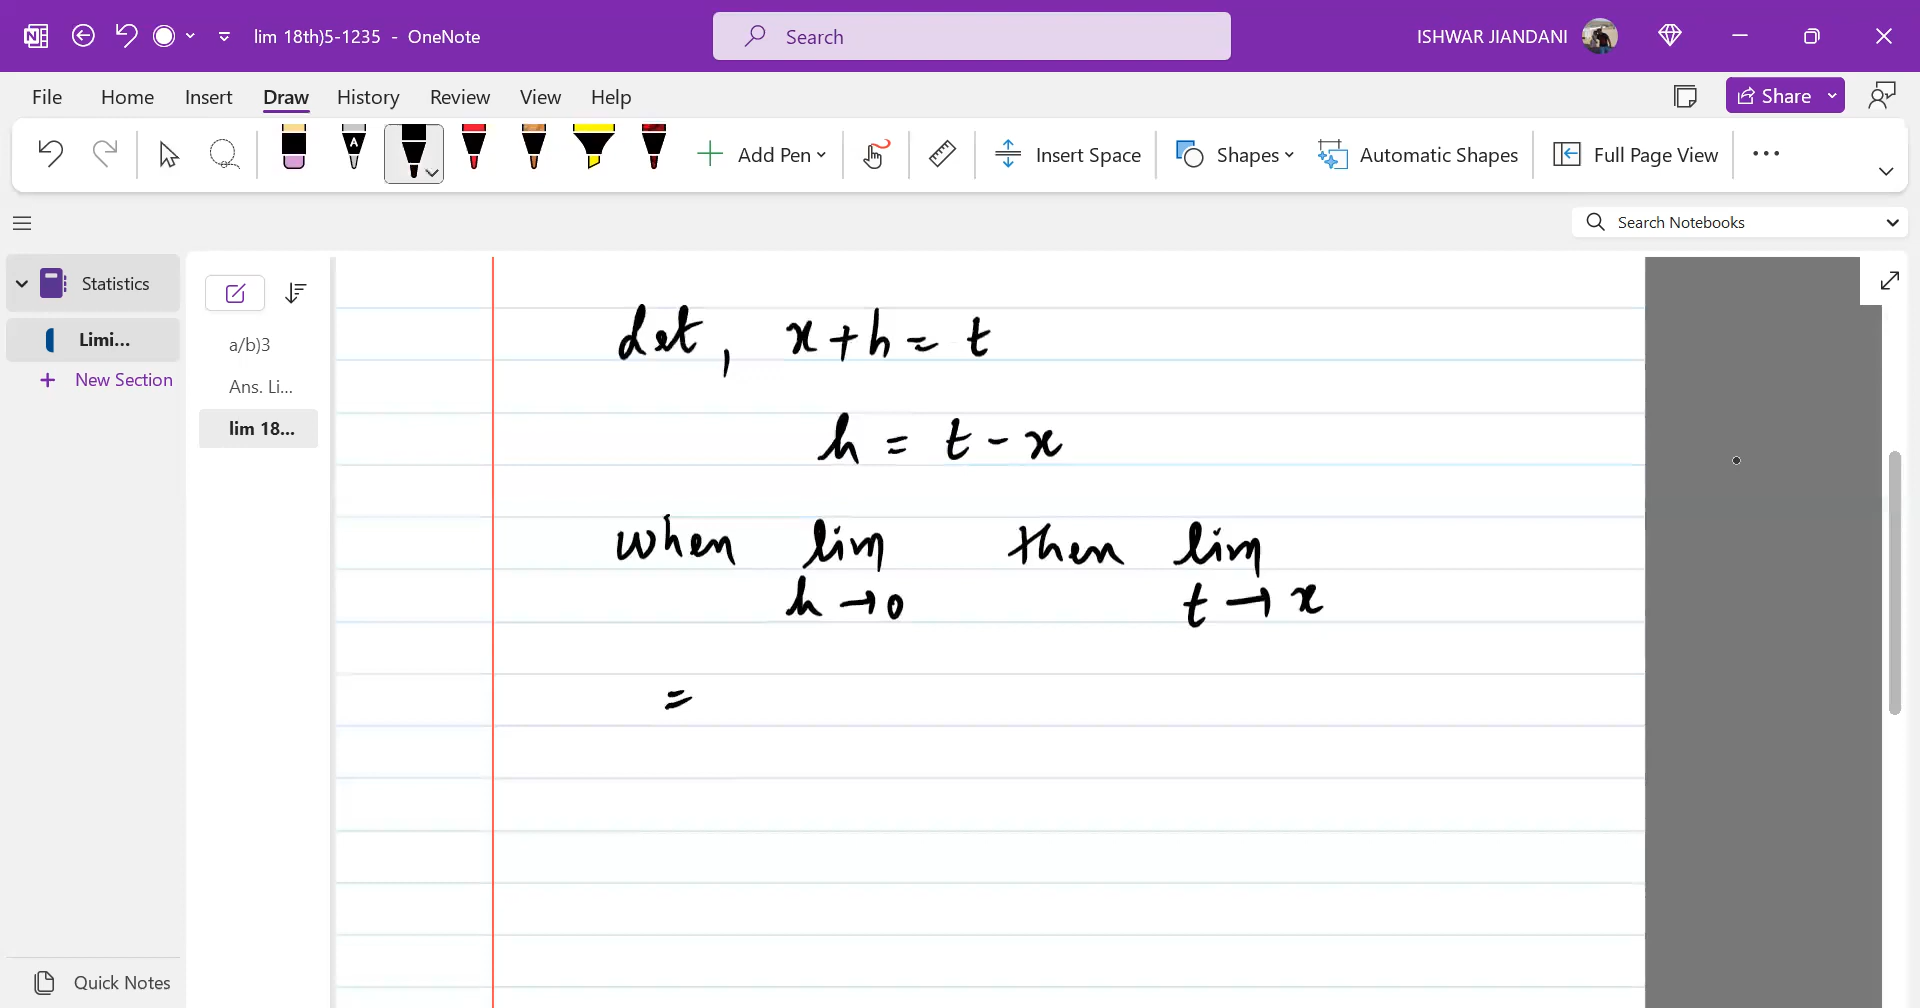 lim 18th)5-1235 - OneNote
Search
ISHWAR JIANDANI
File Home Insert Draw History Review View Help
Share
A
Add Pen
Insert Space
Shapes
Automatic Shapes
Full Page View
Search Notebooks
Statistics
Limi...
New Section
a/b)3
Ans. Li...
lim 18...
Let, x+h = t
h = t - x
when lim then lim
h → 0 t → x
=
Quick Notes